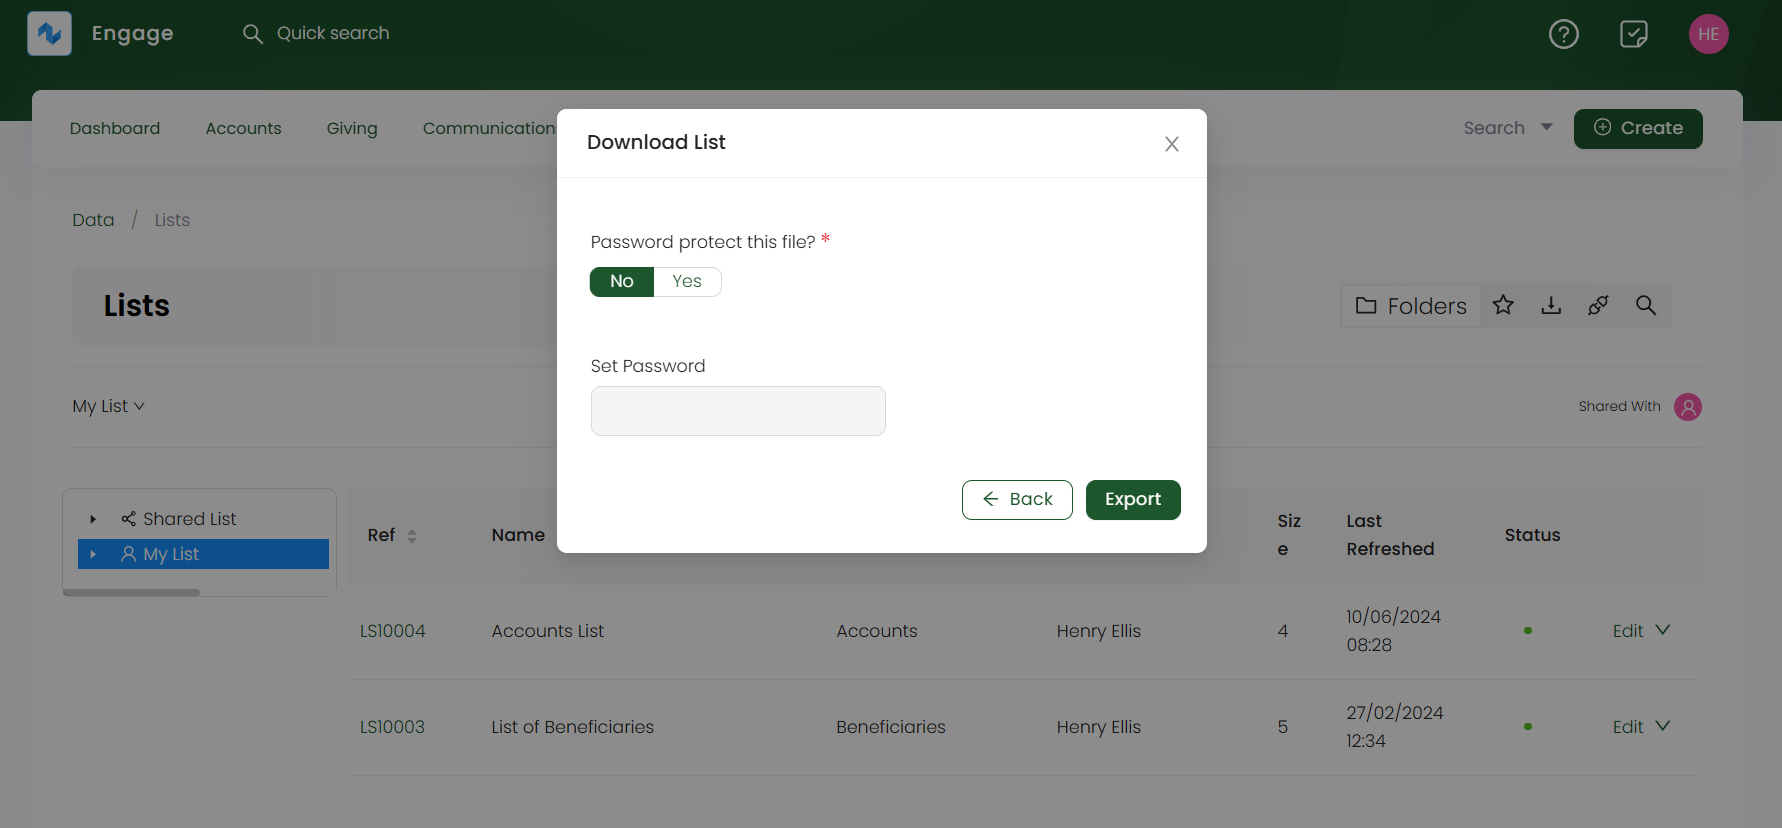 Engage
Quick search
HE
Dashboard
Accounts
Giving
Communication
Search
Create
Download List
Password protect this file? *
No
Yes
Set Password
Back
Export
Data / Lists
Lists
Folders
My List
Shared With
Shared List
My List
Ref
Name
Siz
e
Last
Refreshed
Status
LS10004
Accounts List
Accounts
Henry Ellis
4
10/06/2024
08:28
Edit
LS10003
List of Beneficiaries
Beneficiaries
Henry Ellis
5
27/02/2024
12:34
Edit